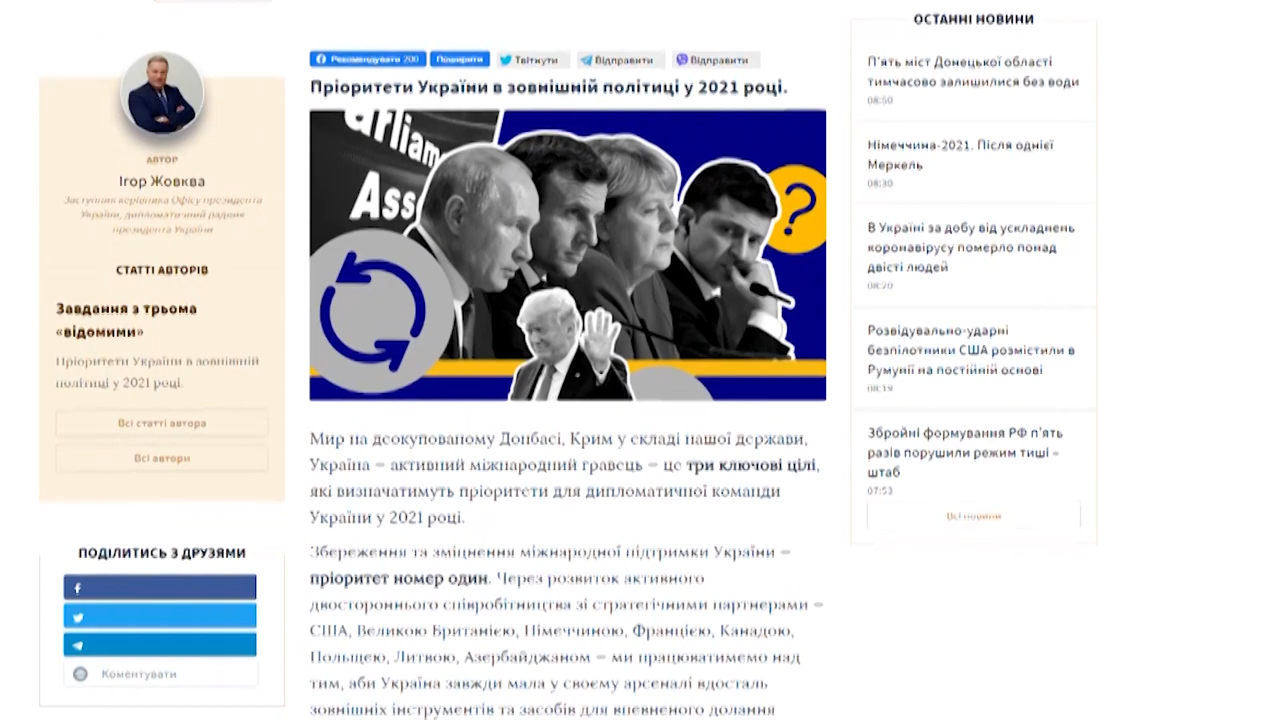 АВТОР
Ігор Жовква
Заступник керівника Офісу президента
України, дипломатичний радник
президента України
СТАТТІ АВТОРІВ
Завдання з трьома
«відомими»
Пріоритети України в зовнішній
політиці у 2021 році.
Всі статті автора
Всі автори
ПОДІЛИТИСЬ З ДРУЗЯМИ
Коментувати
Рекомендувати 200 Поширити Твітнути Відправити Відправити
Пріоритети України в зовнішній політиці у 2021 році.
arliam
Ass
?
Мир на деокупованому Донбасі, Крим у складі нашої держави,
Україна – активний міжнародний гравець – це три ключові цілі,
які визначатимуть пріоритети для дипломатичної команди
України у 2021 році.
Збереження та зміцнення міжнародної підтримки України –
пріоритет номер один. Через розвиток активного
двостороннього співробітництва зі стратегічними партнерами –
США, Великою Британією, Німеччиною, Францією, Канадою,
Польщею, Литвою, Азербайджаном – ми працюватимемо над
тим, аби Україна завжди мала у своєму арсеналі вдосталь
зовнішніх інструментів та засобів для впевненого долання
ОСТАННІ НОВИНИ
П'ять міст Донецької області
тимчасово залишилися без води
08:50
Німеччина-2021. Після однієї
Меркель
08:30
В Україні за добу від ускладнень
коронавірусу померло понад
двісті людей
08:20
Розвідувально-ударні
безпілотники США розмістили в
Румунії на постійній основі
08:19
Збройні формування РФ п'ять
разів порушили режим тиші –
штаб
07:53
Всі новини